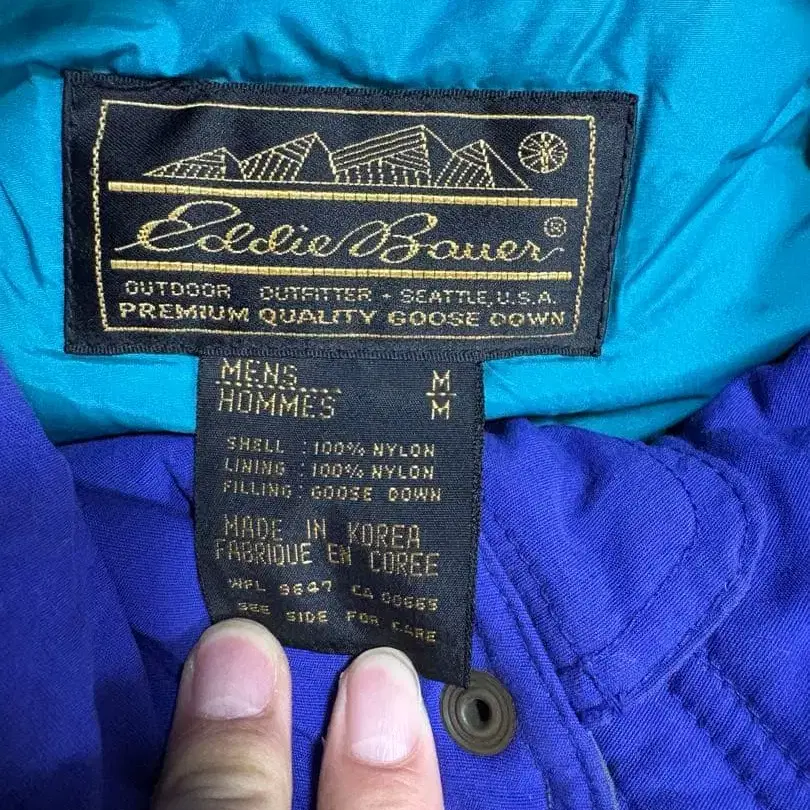 Eddie Bauer®
OUTDOOR OUTFITTER - SEATTLE, U.S.A.
PREMIUM QUALITY GOOSE DOWN
MENS M
HOMMES M
SHELL : 100% NYLON
LINING : 100% NYLON
FILLING : GOOSE DOWN
MADE IN KOREA
FABRIQUE EN COREE
WPL 9647 CA 00665
SEE SIDE FOR CARE